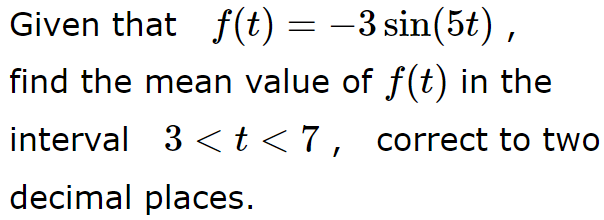 Given that f(t) = −3 sin(5t) ,
find the mean value of f(t) in the
interval 3 < t < 7 , correct to two
decimal places.